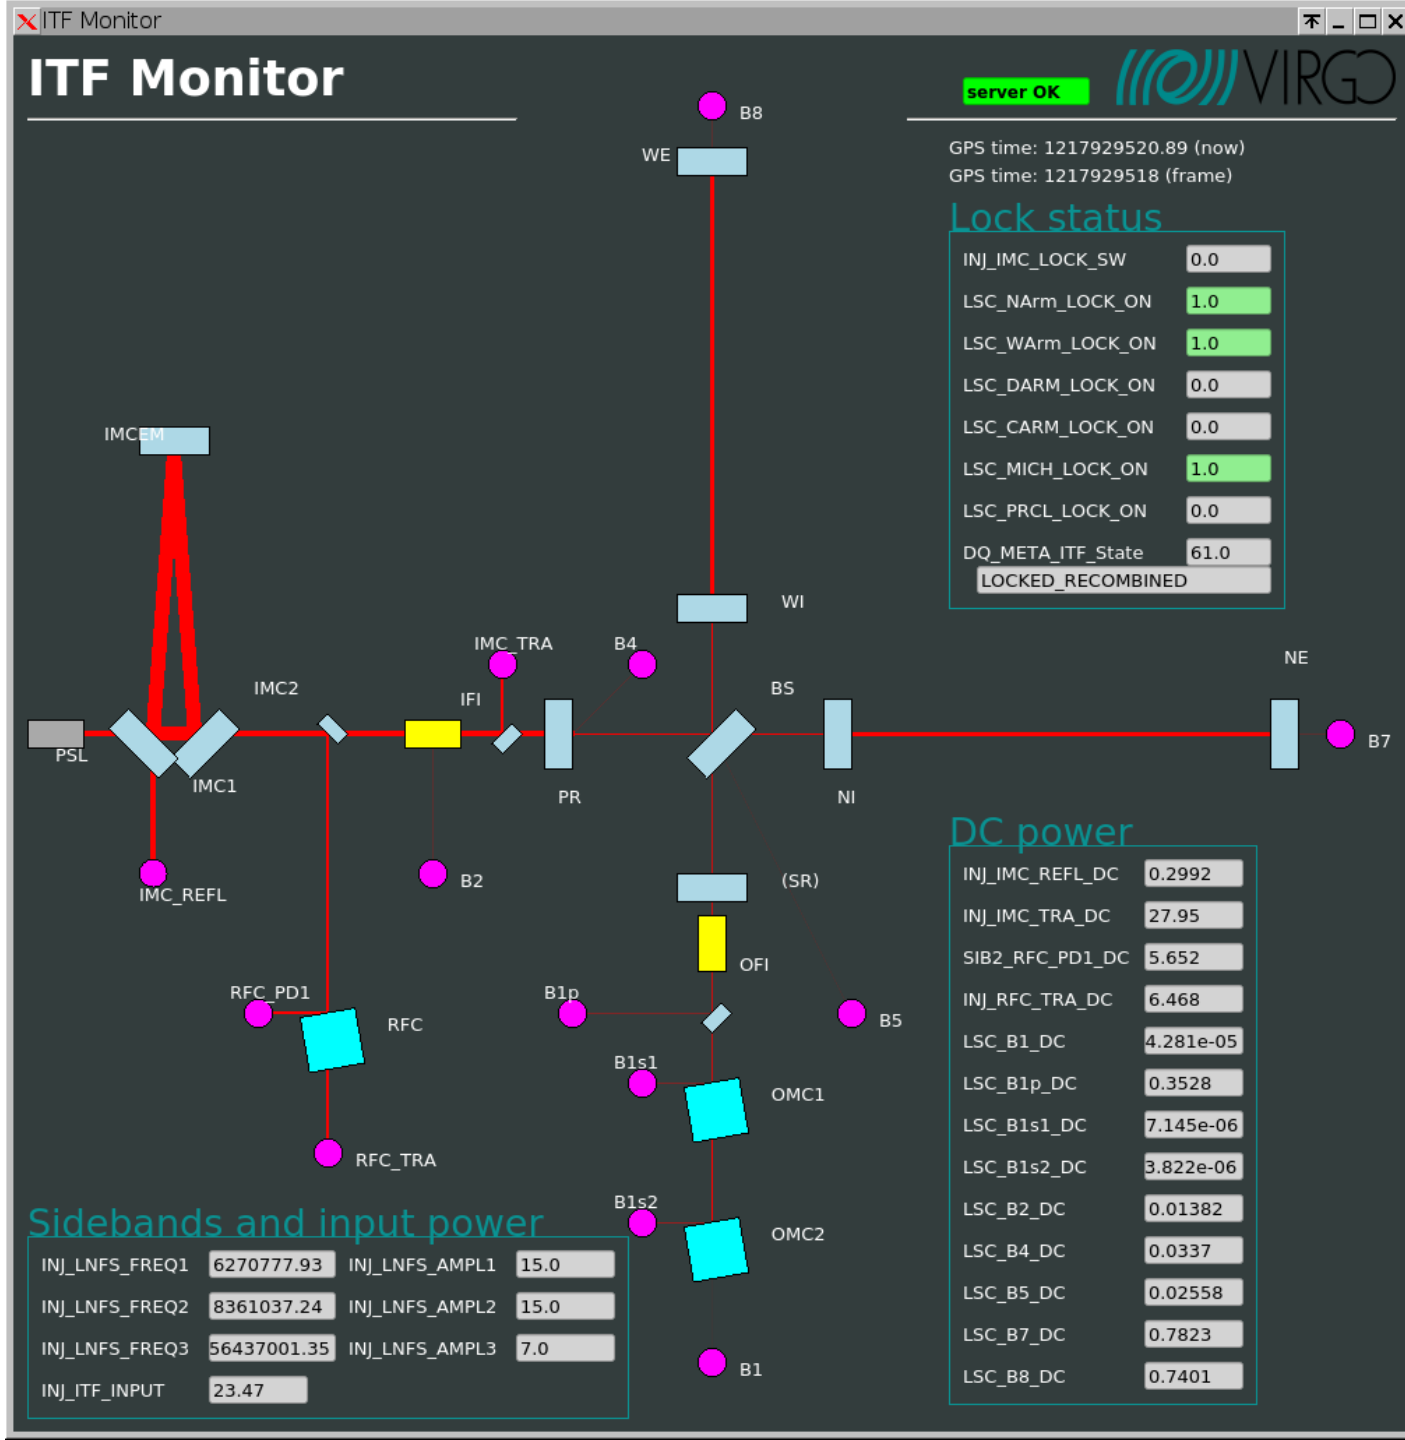 ITF Monitor
ITF Monitor
server OK
VIRGO
GPS time: 1217929520.89 (now)
GPS time: 1217929518 (frame)
Lock status
INJ_IMC_LOCK_SW 0.0
LSC_NArm_LOCK_ON 1.0
LSC_WArm_LOCK_ON 1.0
LSC_DARM_LOCK_ON 0.0
LSC_CARM_LOCK_ON 0.0
LSC_MICH_LOCK_ON 1.0
LSC_PRCL_LOCK_ON 0.0
DQ_META_ITF_State 61.0
LOCKED_RECOMBINED
B8
WE
IMCEM
WI
IMC_TRA
B4
NE
IMC2
IFI
BS
PSL
B7
IMC1
PR
NI
IMC_REFL
B2
(SR)
OFI
RFC_PD1
B1p
RFC
B5
B1s1
OMC1
RFC_TRA
B1s2
OMC2
B1
DC power
INJ_IMC_REFL_DC 0.2992
INJ_IMC_TRA_DC 27.95
SIB2_RFC_PD1_DC 5.652
INJ_RFC_TRA_DC 6.468
LSC_B1_DC 4.281e-05
LSC_B1p_DC 0.3528
LSC_B1s1_DC 7.145e-06
LSC_B1s2_DC 3.822e-06
LSC_B2_DC 0.01382
LSC_B4_DC 0.0337
LSC_B5_DC 0.02558
LSC_B7_DC 0.7823
LSC_B8_DC 0.7401
Sidebands and input power
INJ_LNFS_FREQ1 6270777.93 INJ_LNFS_AMPL1 15.0
INJ_LNFS_FREQ2 8361037.24 INJ_LNFS_AMPL2 15.0
INJ_LNFS_FREQ3 56437001.35 INJ_LNFS_AMPL3 7.0
INJ_ITF_INPUT 23.47